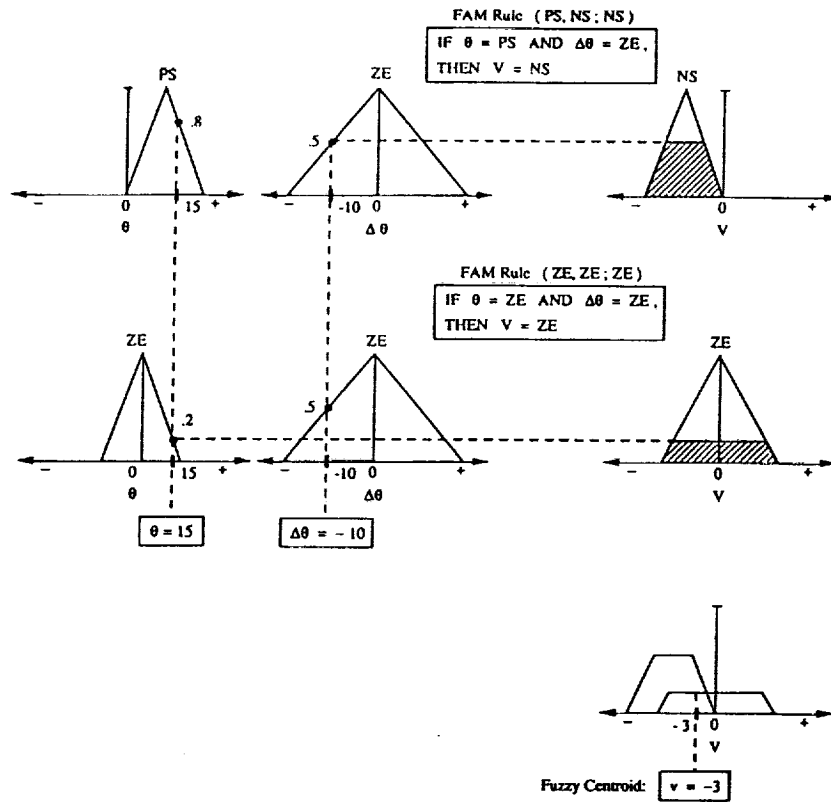 FAM Rule (PS, NS; NS)
IF θ = PS AND Δθ = ZE,
THEN V = NS
PS
ZE
NS
.8
.5
-
0
15
+
-
-10
0
+
-
0
+
θ
Δ θ
V
FAM Rule (ZE, ZE; ZE)
IF θ = ZE AND Δθ = ZE,
THEN V = ZE
ZE
ZE
ZE
.2
.5
-
0
15
+
-
-10
0
+
-
0
+
θ
Δθ
V
θ = 15
Δθ = - 10
-
- 3
0
+
V
Fuzzy Centroid: v = -3